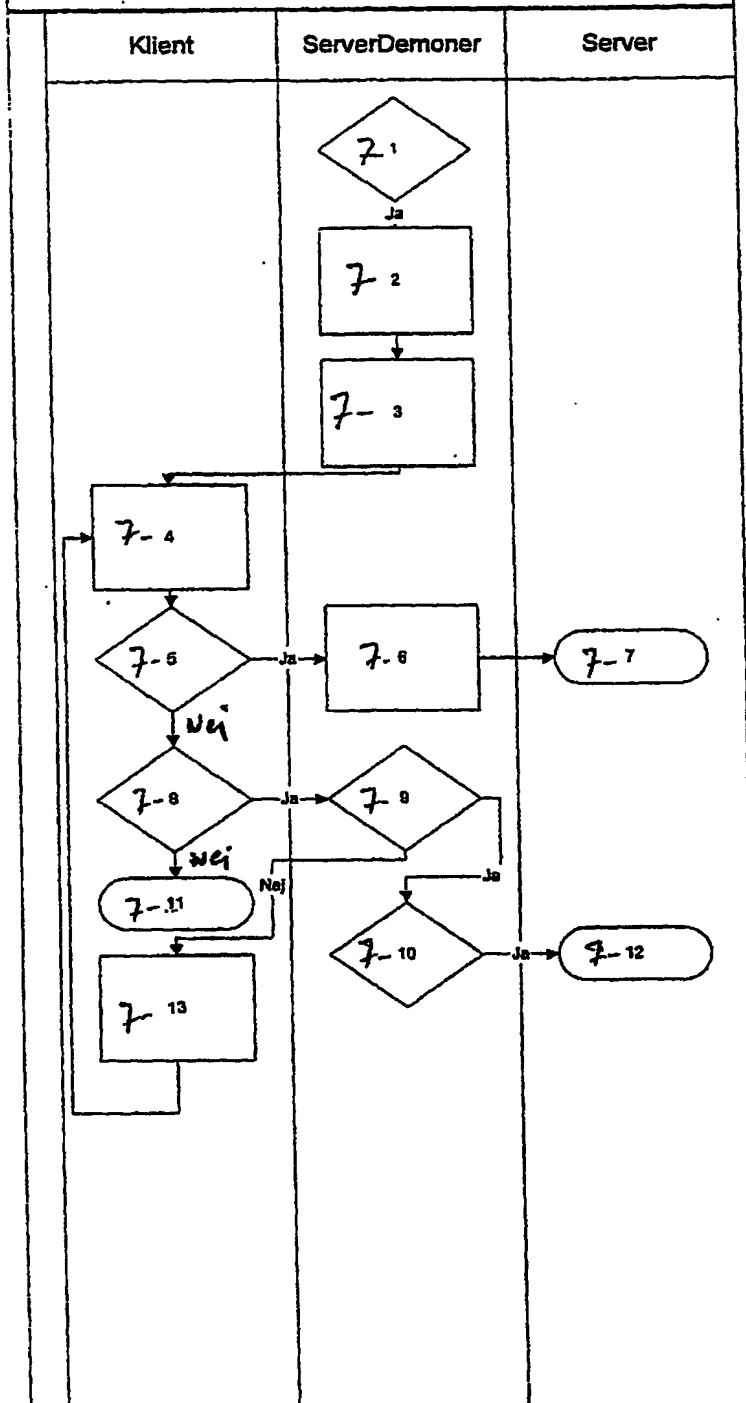 Klient ServerDemoner Server
7 1
Ja
7- 2
7- 3
7- 4
7- 5 Ja 7- 6 7- 7
Nej
7- 8 Ja 7- 9
Nej
Nej Ja
7- 11
7- 10 Ja 7- 12
7- 13